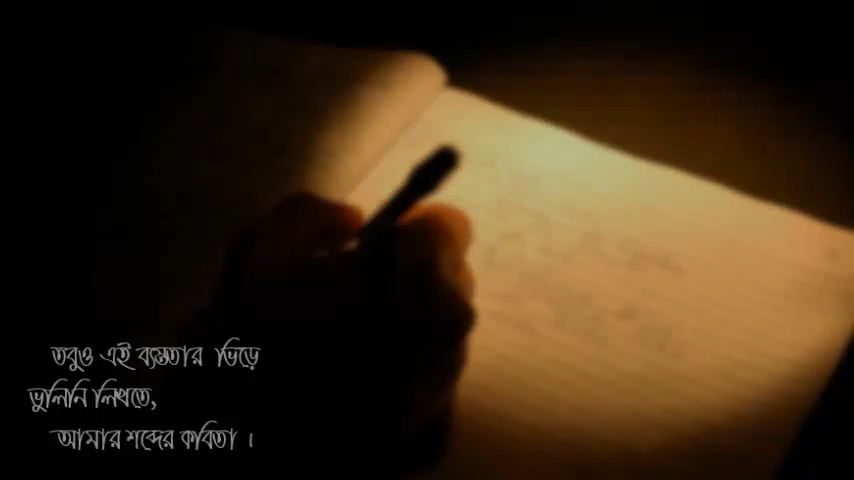 তবুও এই ব্যস্ততার ভিড়ে
ভুলিনি লিখতে,
আমার শব্দের কবিতা ।